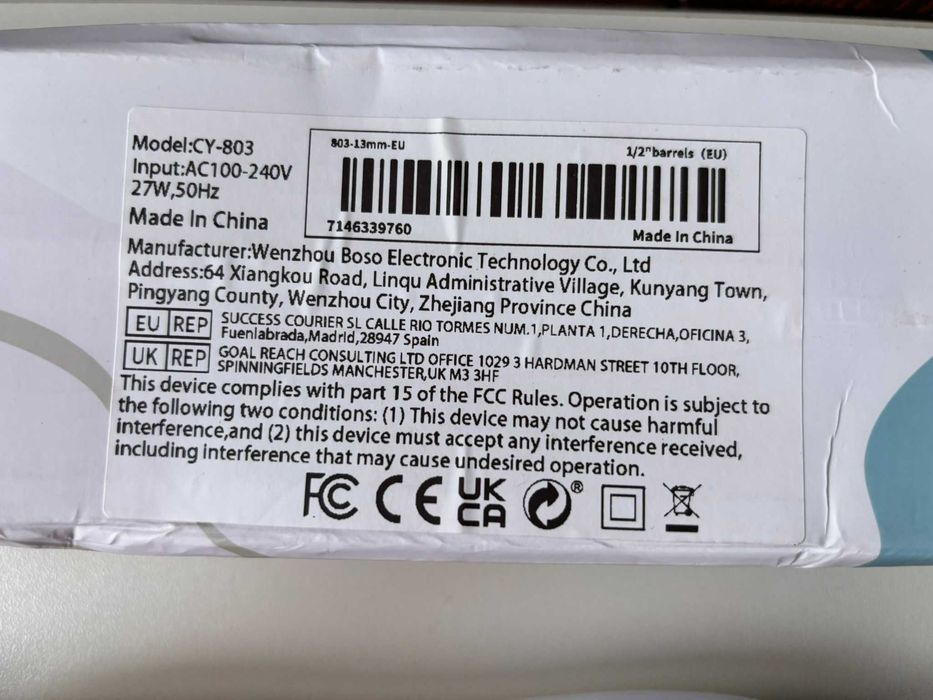 Model:CY-803
Input:AC100-240V
27W,50Hz
Made In China
803-13mm-EU
1/2"barrels (EU)
7146339760
Made In China
Manufacturer:Wenzhou Boso Electronic Technology Co., Ltd
Address:64 Xiangkou Road, Linqu Administrative Village, Kunyang Town,
Pingyang County, Wenzhou City, Zhejiang Province China
EU REP
SUCCESS COURIER SL CALLE RIO TORMES NUM.1,PLANTA 1,DERECHA,OFICINA 3,
Fuenlabrada,Madrid,28947 Spain
UK REP
GOAL REACH CONSULTING LTD OFFICE 1029 3 HARDMAN STREET 10TH FLOOR,
SPINNINGFIELDS MANCHESTER,UK M3 3HF
This device complies with part 15 of the FCC Rules. Operation is subject to
the following two conditions: (1) This device may not cause harmful
interference,and (2) this device must accept any interference received,
including interference that may cause undesired operation.
FC CE UK
CA ®